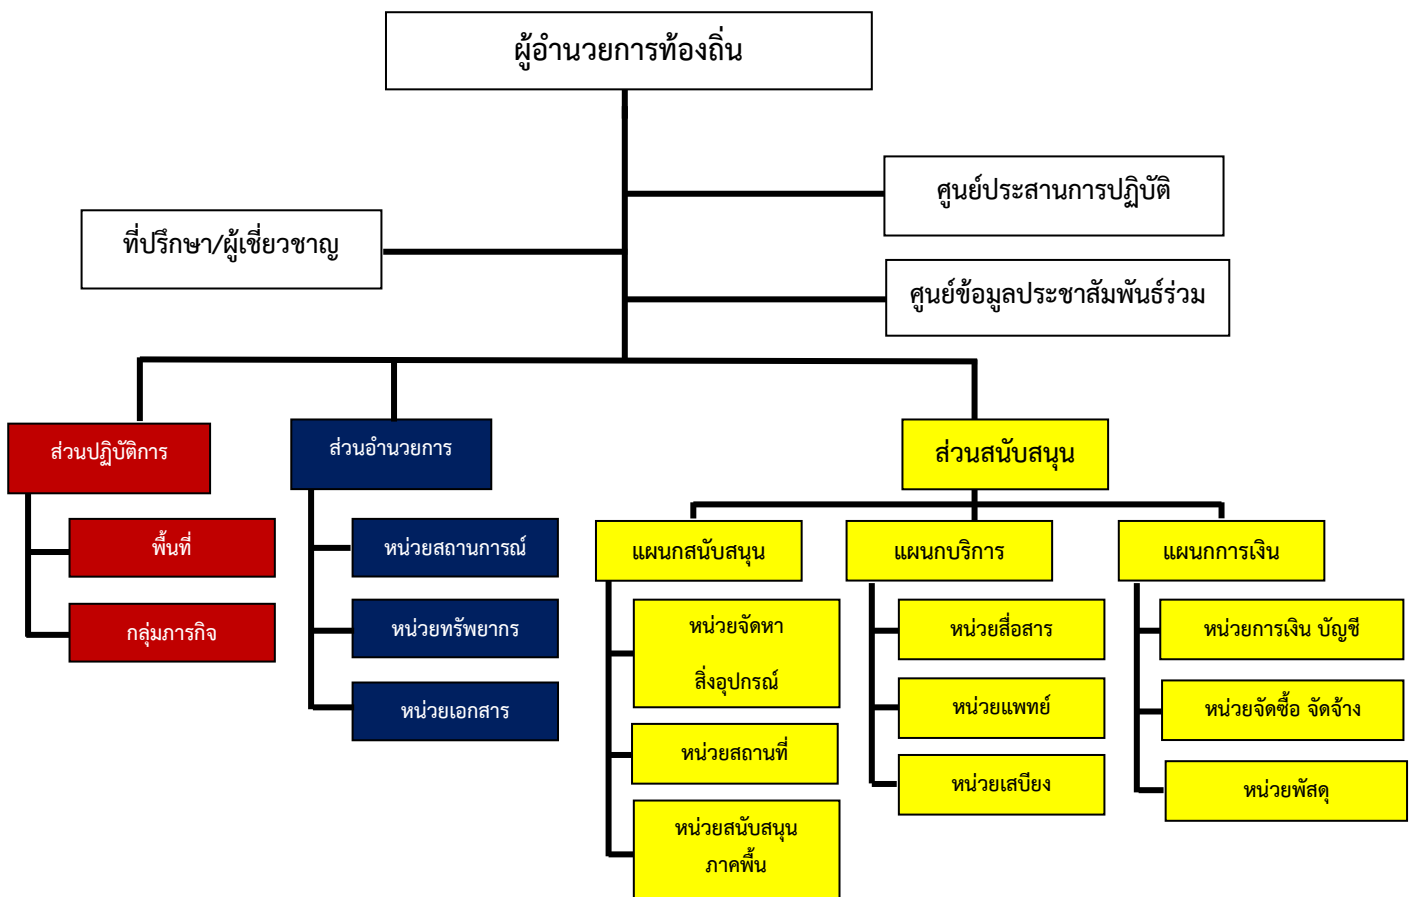 ผู้อำนวยการท้องถิ่น
ศูนย์ประสานการปฏิบัติ
ที่ปรึกษา/ผู้เชี่ยวชาญ
ศูนย์ข้อมูลประชาสัมพันธ์ร่วม
ส่วนปฏิบัติการ
พื้นที่
กลุ่มภารกิจ
ส่วนอำนวยการ
หน่วยสถานการณ์
หน่วยทรัพยากร
หน่วยเอกสาร
ส่วนสนับสนุน
แผนกสนับสนุน
หน่วยจัดหา
สิ่งอุปกรณ์
หน่วยสถานที่
หน่วยสนับสนุน
ภาคพื้น
แผนกบริการ
หน่วยสื่อสาร
หน่วยแพทย์
หน่วยเสบียง
แผนกการเงิน
หน่วยการเงิน บัญชี
หน่วยจัดซื้อ จัดจ้าง
หน่วยพัสดุ